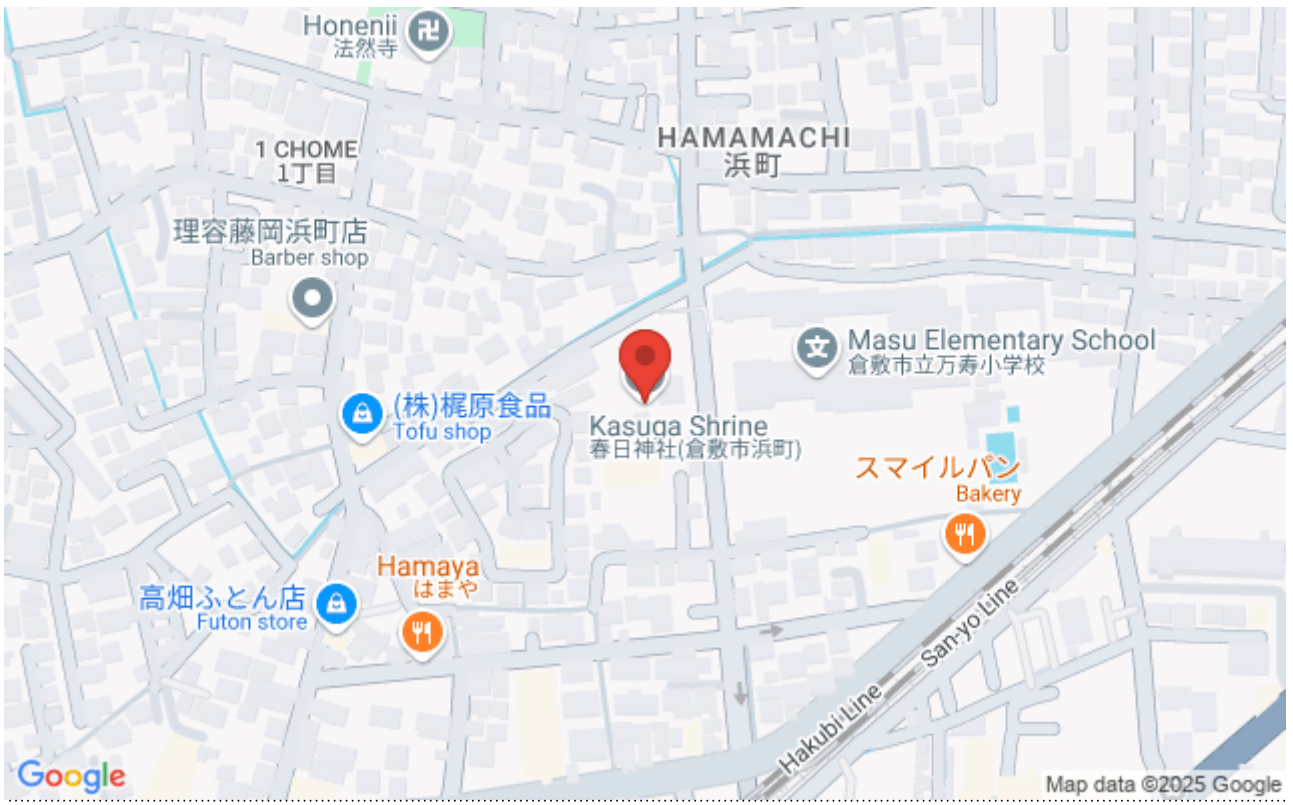 Honenji
法然寺
HAMAMACHI
浜町
1 CHOME
1丁目
理容藤岡浜町店
Barber shop
Masu Elementary School
倉敷市立万寿小学校
(株)梶原食品
Tofu shop
Kasuga Shrine
春日神社(倉敷市浜町)
スマイルパン
Bakery
Hamaya
はまや
高畑ふとん店
Futon store
San-yo Line
Hakubi Line
Google
Map data ©2025 Google